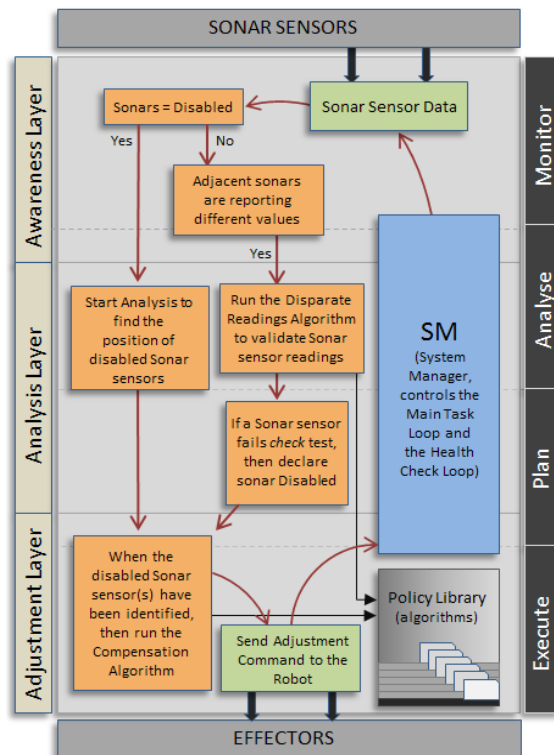 SONAR SENSORS
Awareness Layer
Monitor
Sonars = Disabled
Sonar Sensor Data
Yes
No
Adjacent sonars
are reporting
different values
Yes
Analysis Layer
Analyse
Start Analysis to
find the
position of
disabled Sonar
sensors
Run the Disparate
Readings Algorithm
to validate Sonar
sensor readings
SM
(System
Manager,
controls the
Main Task
Loop and
the Health
Check Loop)
If a Sonar sensor
fails check test,
then declare
sonar Disabled
Plan
Adjustment Layer
Execute
When the
disabled Sonar
sensor(s) have
been identified,
then run the
Compensation
Algorithm
Send Adjustment
Command to the
Robot
Policy Library
(algorithms)
EFFECTORS